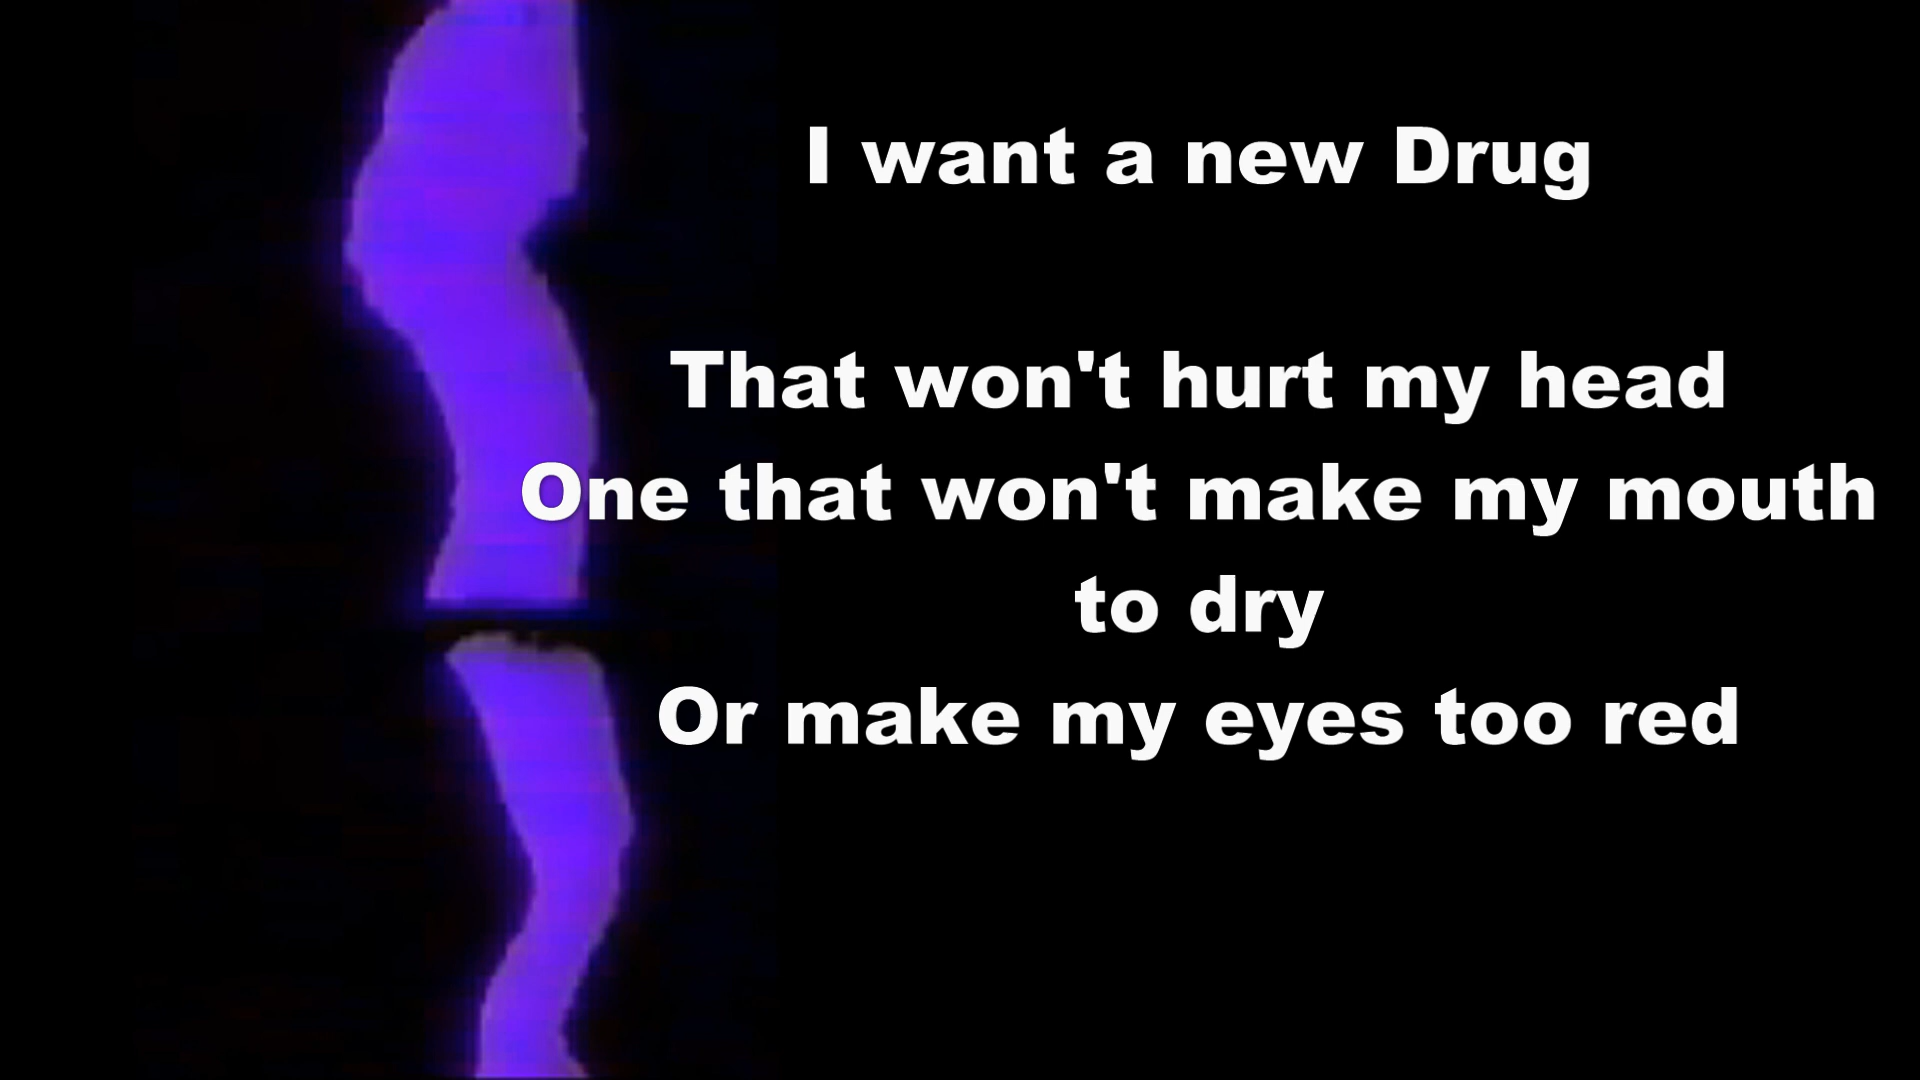 I want a new Drug
That won't hurt my head
One that won't make my mouth
to dry
Or make my eyes too red